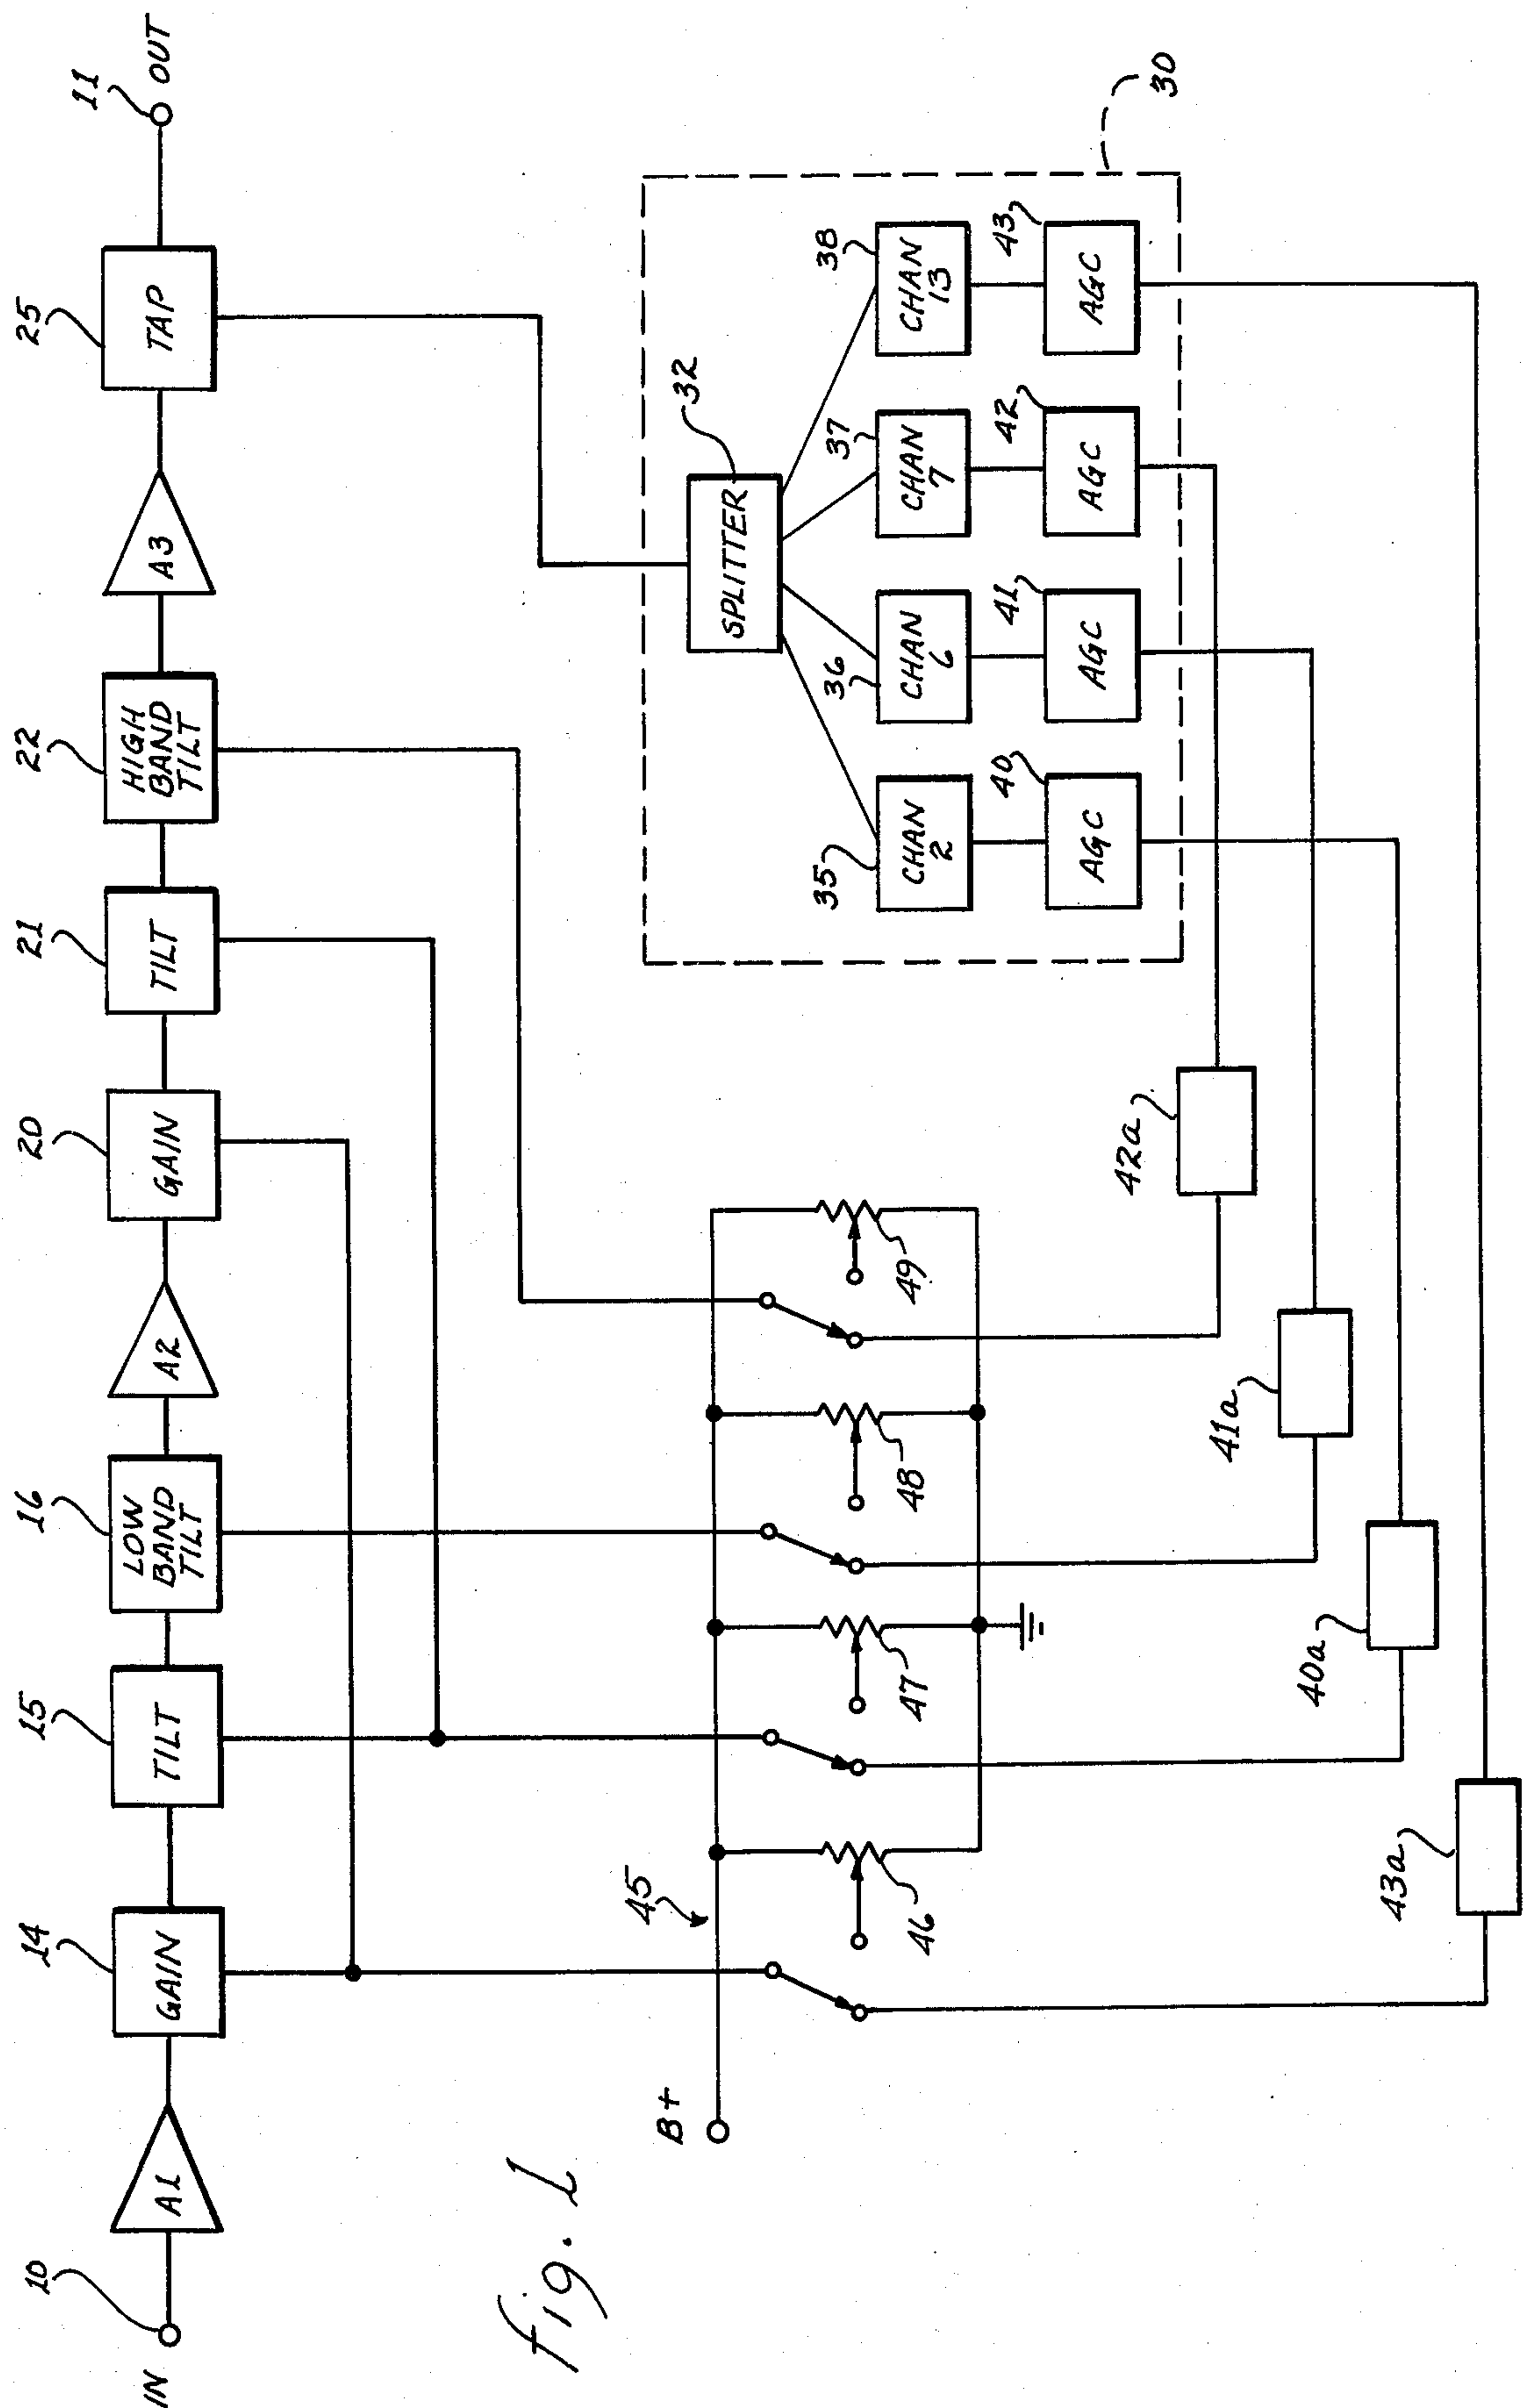 IN
10
A1
14
GAIN
15
TILT
16
LOW
BAND
TILT
A2
20
GAIN
21
TILT
22
HIGH
BAND
TILT
A3
25
TAP
11
OUT
B+
45
46
47
48
49
32
SPLITTER
30
35
CHAN
2
36
CHAN
6
37
CHAN
7
38
CHAN
13
40
AGC
41
AGC
42
AGC
43
AGC
43a
40a
41a
42a
Fig. 1